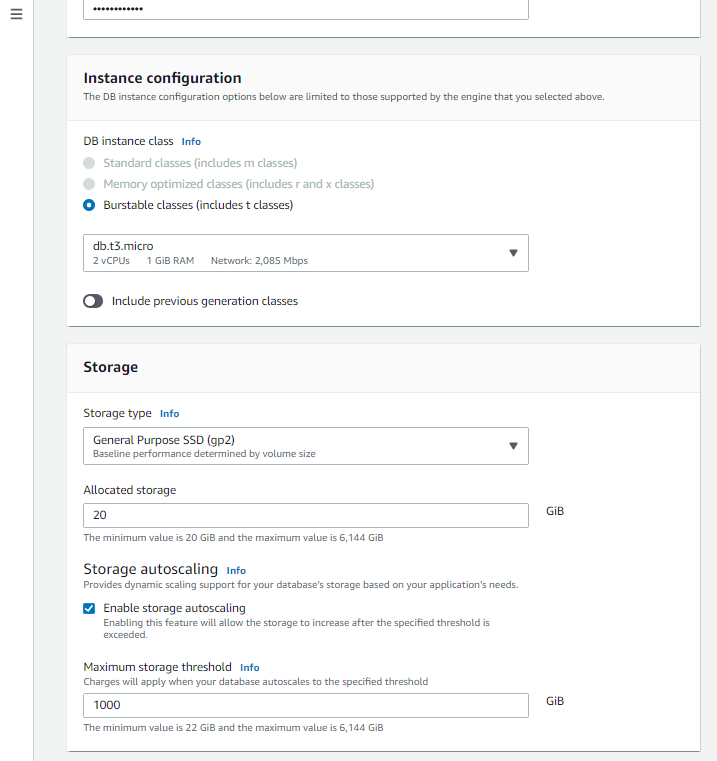 ••••••••••••
Instance configuration
The DB instance configuration options below are limited to those supported by the engine that you selected above.
DB instance class Info
Standard classes (includes m classes)
Memory optimized classes (includes r and x classes)
Burstable classes (includes t classes)
db.t3.micro
2 vCPUs 1 GiB RAM Network: 2,085 Mbps
Include previous generation classes
Storage
Storage type Info
General Purpose SSD (gp2)
Baseline performance determined by volume size
Allocated storage
20 GiB
The minimum value is 20 GiB and the maximum value is 6,144 GiB
Storage autoscaling Info
Provides dynamic scaling support for your database's storage based on your application's needs.
Enable storage autoscaling
Enabling this feature will allow the storage to increase after the specified threshold is
exceeded.
Maximum storage threshold Info
Charges will apply when your database autoscales to the specified threshold
1000 GiB
The minimum value is 22 GiB and the maximum value is 6,144 GiB